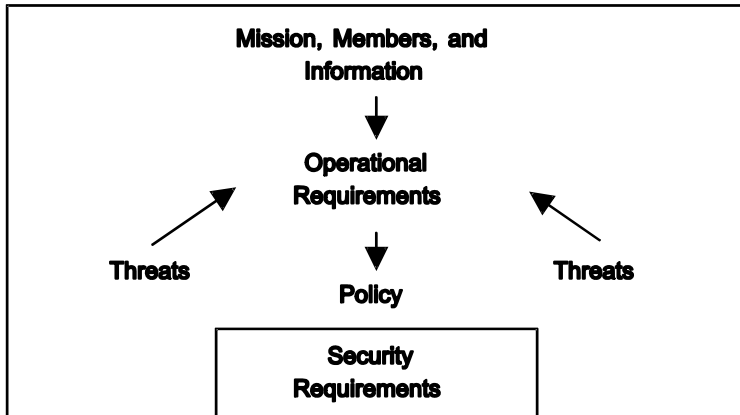 Mission, Members, and
Information
Operational
Requirements
Threats
Threats
Policy
Security
Requirements